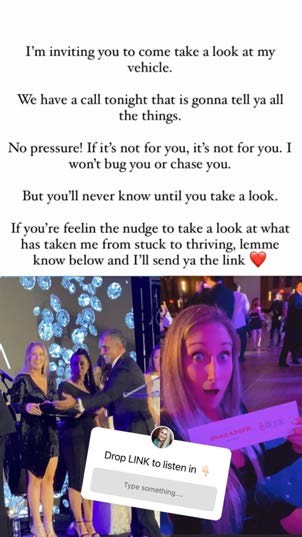 I'm inviting you to come take a look at my
vehicle.
We have a call tonight that is gonna tell ya all
the things.
No pressure! If it's not for you, it's not for you. I
won't bug you or chase you.
But you'll never know until you take a look.
If you're feelin the nudge to take a look at what
has taken me from stuck to thriving, lemme
know below and I'll send ya the link ❤️
Drop LINK to listen in 👇🏻
Type something...